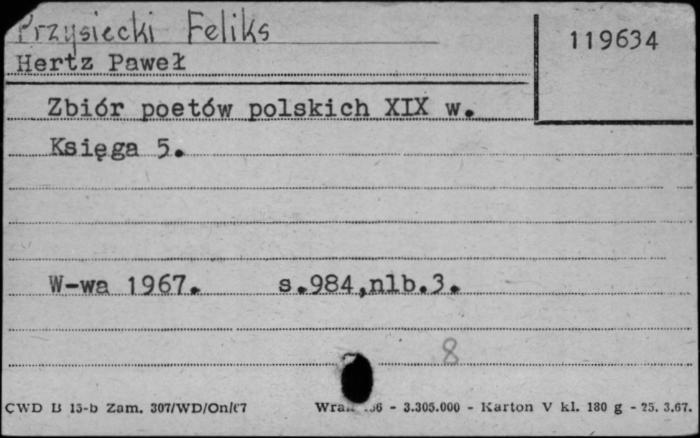 Przysiecki Feliks
119634
Hertz Paweł
Zbiór poetów polskich XIX w.
Księga 5.
W-wa 1967. s.984,nlb.3.
8
CWD B 15-b Zam. 307/WD/On/67 - 3.305.000 - Karton V kl. 180 g - 25. 3.67.